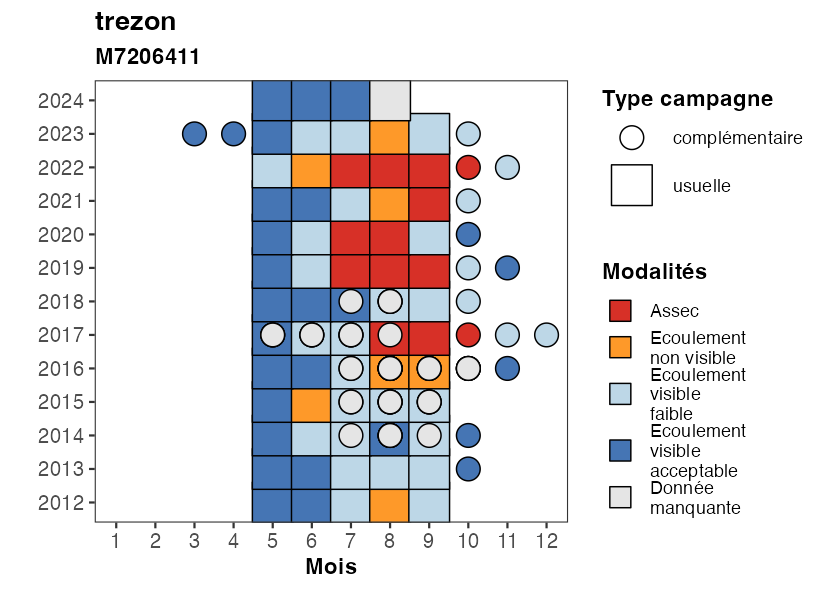 trezon
M7206411
2024
2023
2022
2021
2020
2019
2018
2017
2016
2015
2014
2013
2012
1 2 3 4 5 6 7 8 9 10 11 12
Mois
Type campagne
complémentaire
usuelle
Modalités
Assec
Ecoulement
non visible
Ecoulement
visible
faible
Ecoulement
visible
acceptable
Donnée
manquante